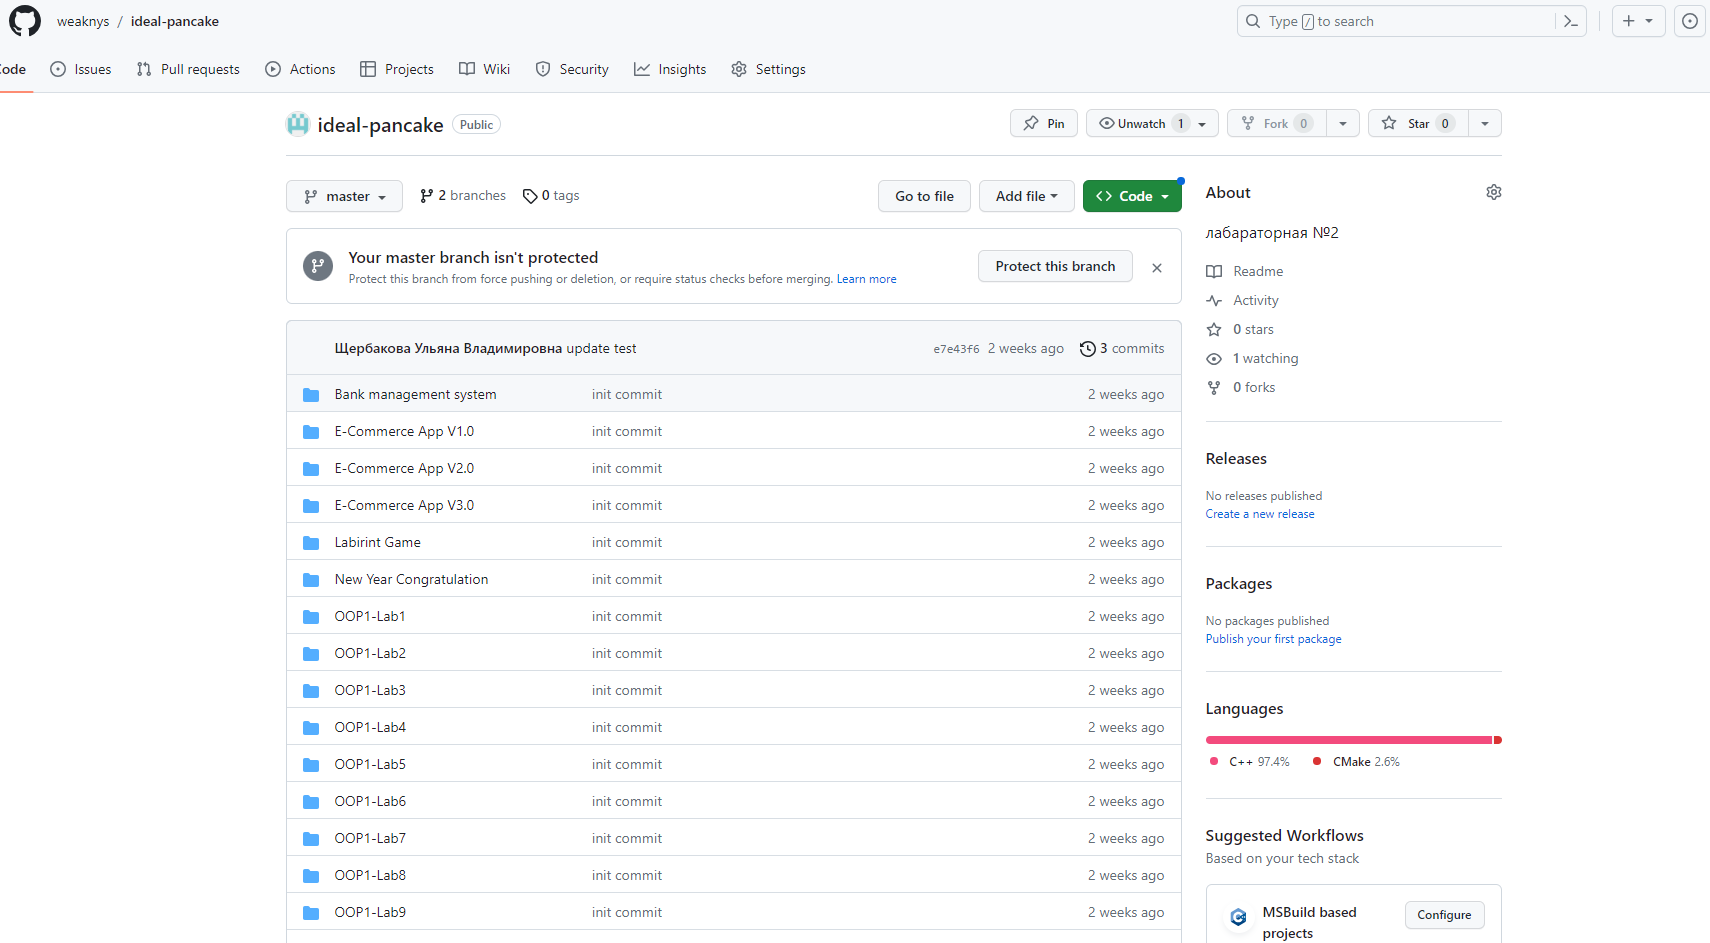 weaknys / ideal-pancake
Type / to search
Code Issues Pull requests Actions Projects Wiki Security Insights Settings
ideal-pancake Public
Pin Unwatch 1 Fork 0 Star 0
master 2 branches 0 tags Go to file Add file Code
Your master branch isn't protected
Protect this branch from force pushing or deletion, or require status checks before merging. Learn more
Protect this branch
Щербакова Ульяна Владимировна update test e7e43f6 2 weeks ago 3 commits
Bank management system init commit 2 weeks ago
E-Commerce App V1.0 init commit 2 weeks ago
E-Commerce App V2.0 init commit 2 weeks ago
E-Commerce App V3.0 init commit 2 weeks ago
Labirint Game init commit 2 weeks ago
New Year Congratulation init commit 2 weeks ago
OOP1-Lab1 init commit 2 weeks ago
OOP1-Lab2 init commit 2 weeks ago
OOP1-Lab3 init commit 2 weeks ago
OOP1-Lab4 init commit 2 weeks ago
OOP1-Lab5 init commit 2 weeks ago
OOP1-Lab6 init commit 2 weeks ago
OOP1-Lab7 init commit 2 weeks ago
OOP1-Lab8 init commit 2 weeks ago
OOP1-Lab9 init commit 2 weeks ago
About
лабараторная №2
Readme
Activity
0 stars
1 watching
0 forks
Releases
No releases published
Create a new release
Packages
No packages published
Publish your first package
Languages
C++ 97.4% CMake 2.6%
Suggested Workflows
Based on your tech stack
MSBuild based
projects
Configure